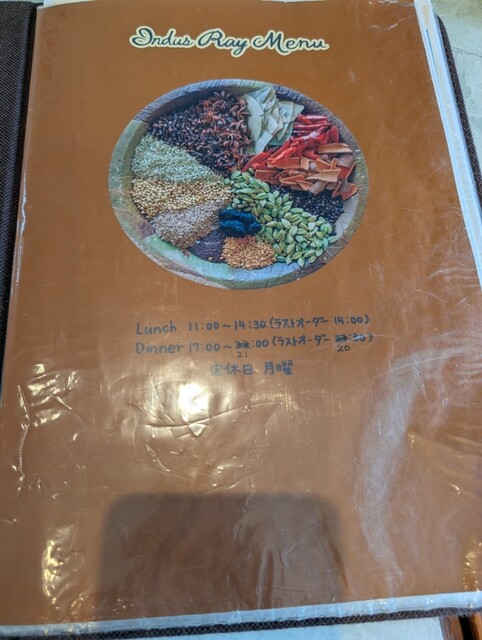 Indus Ray Menu
Lunch 11:00～14:30(ラストオーダー 14:00)
Dinner 17:00～21:00(ラストオーダー 20:30)
定休日 月曜